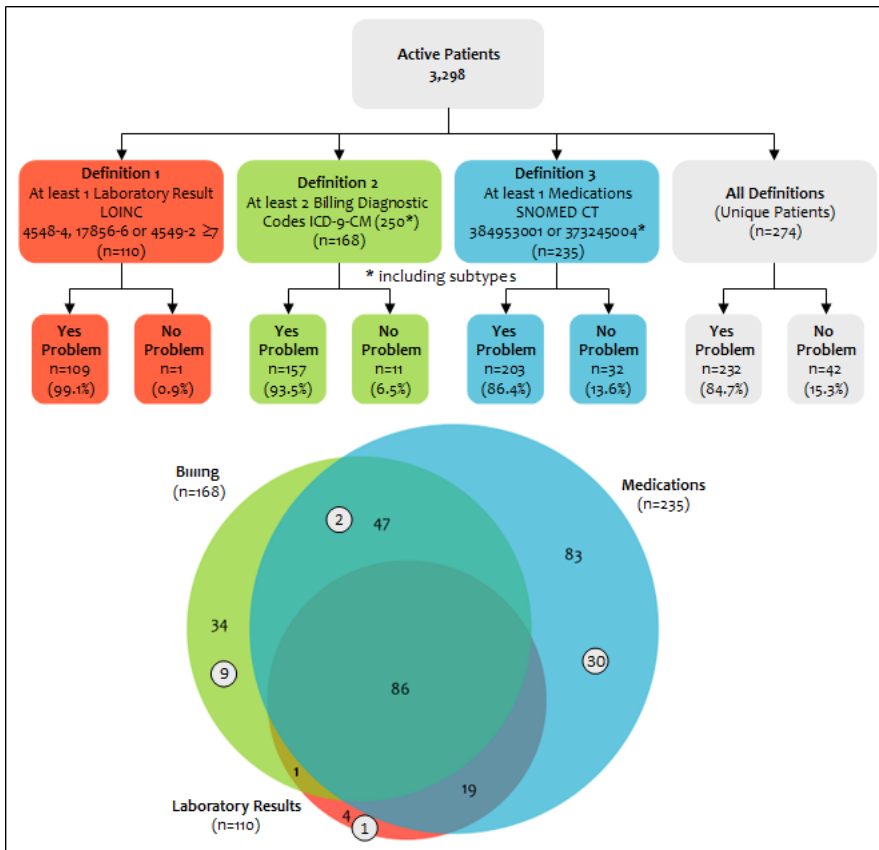 Active Patients
3,298
Definition 1
At least 1 Laboratory Result
LOINC
4548-4, 17856-6 or 4549-2 ≥7
(n=110)
Definition 2
At least 2 Billing Diagnostic
Codes ICD-9-CM (250*)
(n=168)
Definition 3
At least 1 Medications
SNOMED CT
384953001 or 373245004*
(n=235)
All Definitions
(Unique Patients)
(n=274)
* including subtypes
Yes
Problem
n=109
(99.1%)
No
Problem
n=1
(0.9%)
Yes
Problem
n=157
(93.5%)
No
Problem
n=11
(6.5%)
Yes
Problem
n=203
(86.4%)
No
Problem
n=32
(13.6%)
Yes
Problem
n=232
(84.7%)
No
Problem
n=42
(15.3%)
Billing
(n=168)
Medications
(n=235)
2
47
83
34
9
30
86
1
19
Laboratory Results
(n=110)
4
1